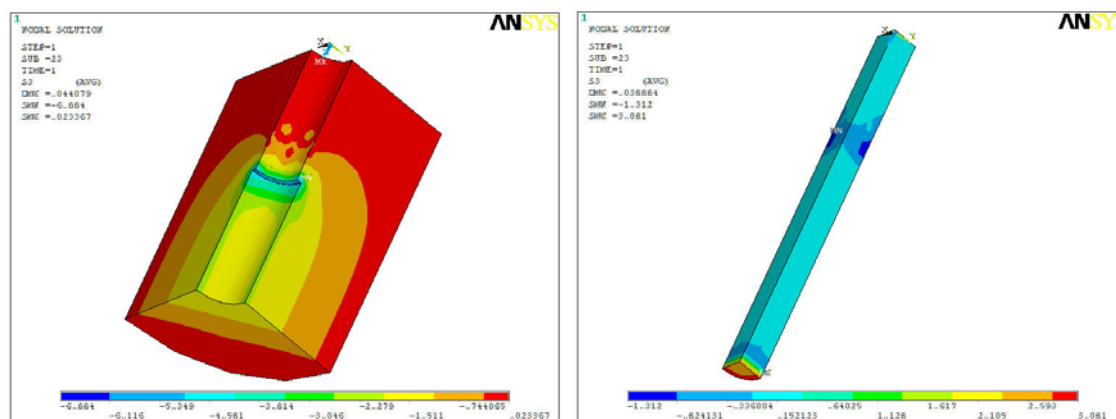 1
ANSYS
NODAL SOLUTION
STEP=1
SUB =23
TIME=1
S3 (AVG)
DMX =.044079
SMN =-6.884
SMX =.023367
MX
-6.884
-6.116
-5.349
-4.581
-3.814
-3.046
-2.279
-1.511
-.744065
.023367
1
ANSYS
NODAL SOLUTION
STEP=1
SUB =23
TIME=1
S3 (AVG)
SMN =-1.312
SMX =3.081
MN
-1.312
-.824131
-.336004
.152123
.64025
1.128
1.617
2.105
2.593
3.081